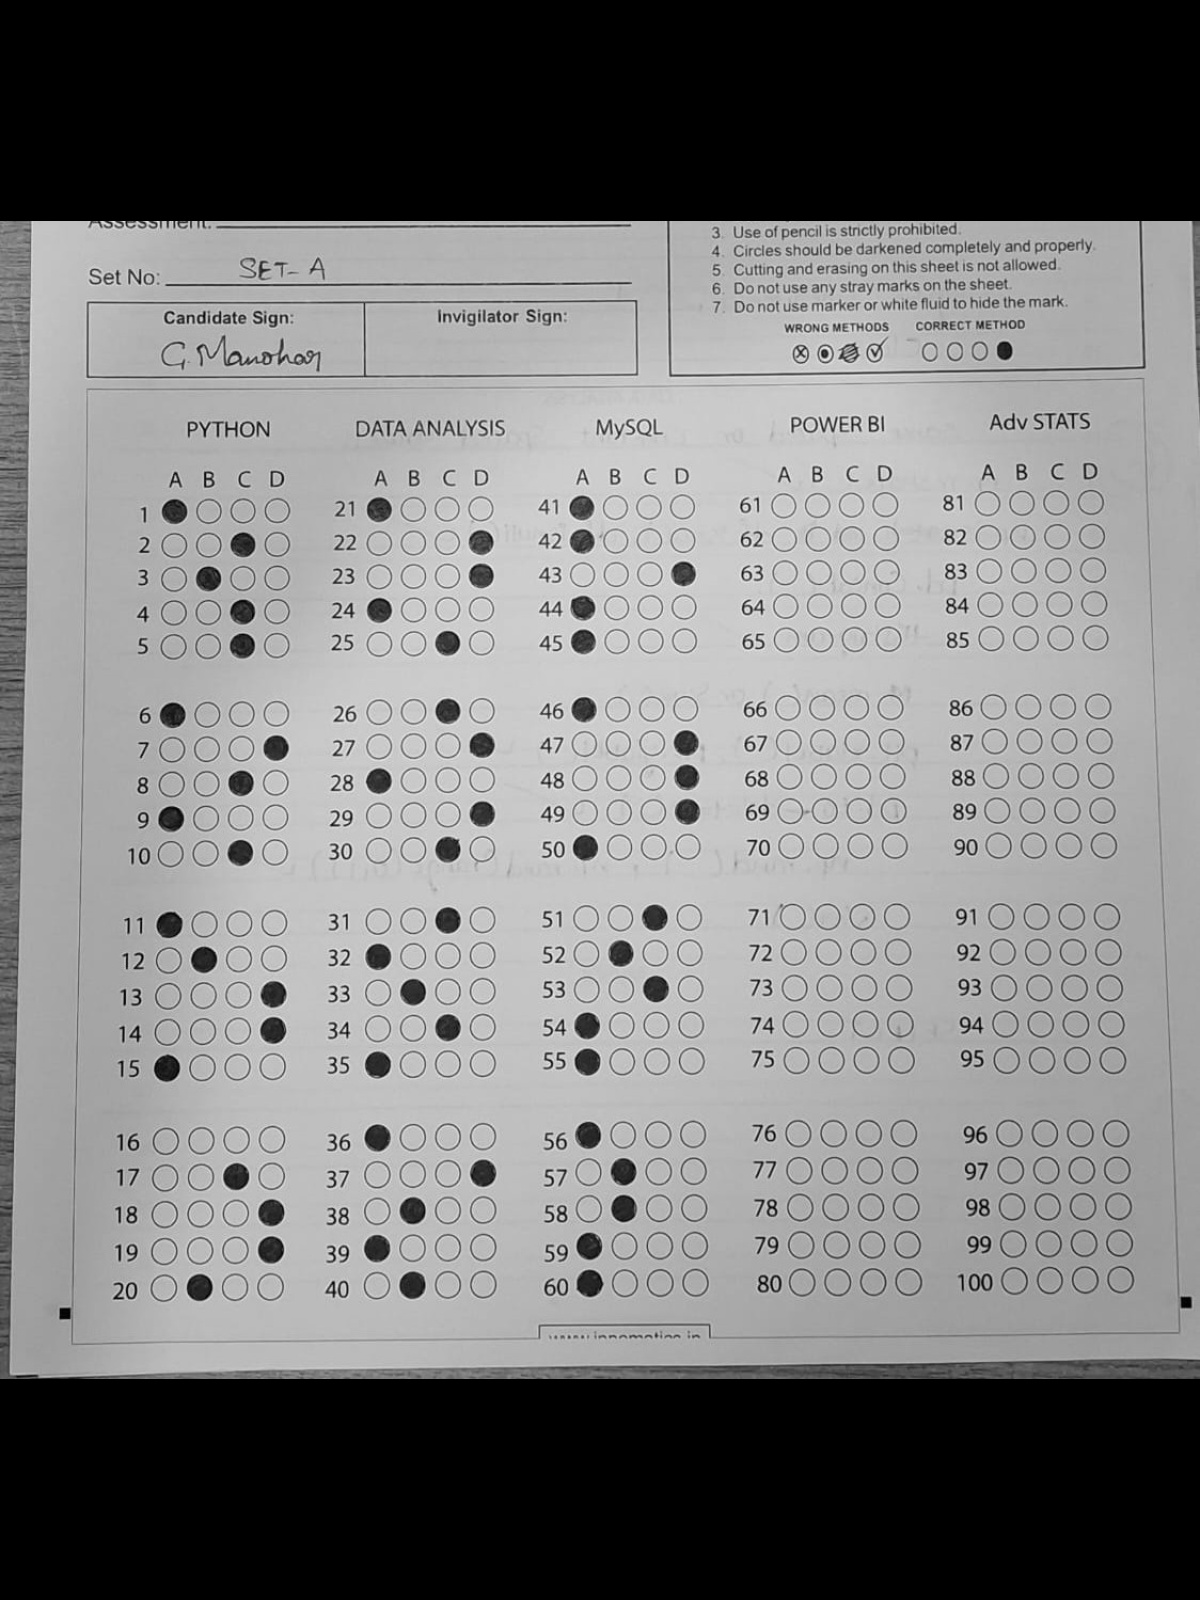 Set No: SET-A
Candidate Sign:
Invigilator Sign:
G. Manohar
3. Use of pencil is strictly prohibited.
4. Circles should be darkened completely and properly.
5. Cutting and erasing on this sheet is not allowed.
6. Do not use any stray marks on the sheet.
7. Do not use marker or white fluid to hide the mark.
WRONG METHODS CORRECT METHOD
PYTHON DATA ANALYSIS MySQL POWER BI Adv STATS
A B C D A B C D A B C D A B C D A B C D
1 21 41 61 81
2 22 42 62 82
3 23 43 63 83
4 24 44 64 84
5 25 45 65 85
6 26 46 66 86
7 27 47 67 87
8 28 48 68 88
9 29 49 69 89
10 30 50 70 90
11 31 51 71 91
12 32 52 72 92
13 33 53 73 93
14 34 54 74 94
15 35 55 75 95
16 36 56 76 96
17 37 57 77 97
18 38 58 78 98
19 39 59 79 99
20 40 60 80 100